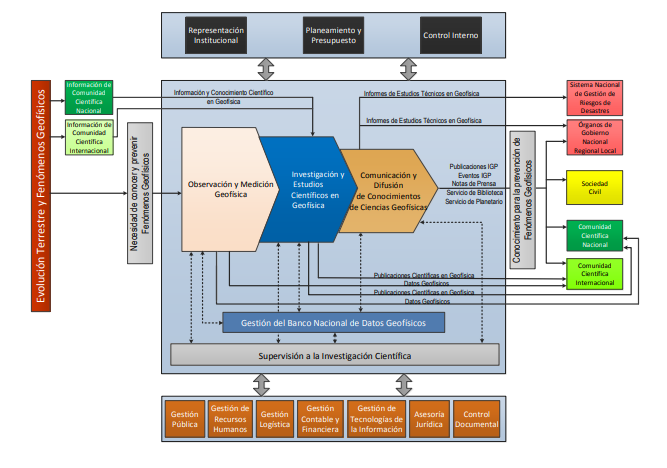 Representación
Institucional
Planeamiento y
Presupuesto
Control Interno
Evolución Terrestre y Fenómenos Geofísicos
Información de
Comunidad
Científica
Nacional
Información de
Comunidad
Científica
Internacional
Necesidad de conocer y prevenir
Fenómenos Geofísicos
Información y Conocimiento Científico
en Geofísica
Informes de Estudios Técnicos en Geofísica
Informes de Estudios Técnicos en Geofísica
Observación y Medición
Geofísica
Investigación y
Estudios
Científicos en
Geofísica
Comunicación y
Difusión
de Conocimientos
de Ciencias Geofísicas
Publicaciones IGP
Eventos IGP
Notas de Prensa
Servicio de Biblioteca
Servicio de Planetario
Conocimiento para la prevención de
Fenómenos Geofísicos
Sistema Nacional
de Gestión de
Riesgos de
Desastres
Órganos de
Gobierno
Nacional
Regional Local
Sociedad
Civil
Comunidad
Científica
Nacional
Comunidad
Científica
Internacional
Publicaciones Científicas en Geofísica
Datos Geofísicos
Publicaciones Científicas en Geofísica
Datos Geofísicos
Gestión del Banco Nacional de Datos Geofísicos
Supervisión a la Investigación Científica
Gestión
Pública
Gestión de
Recursos
Humanos
Gestión
Logística
Gestión
Contable y
Financiera
Gestión de
Tecnologías de
la Información
Asesoría
Jurídica
Control
Documental